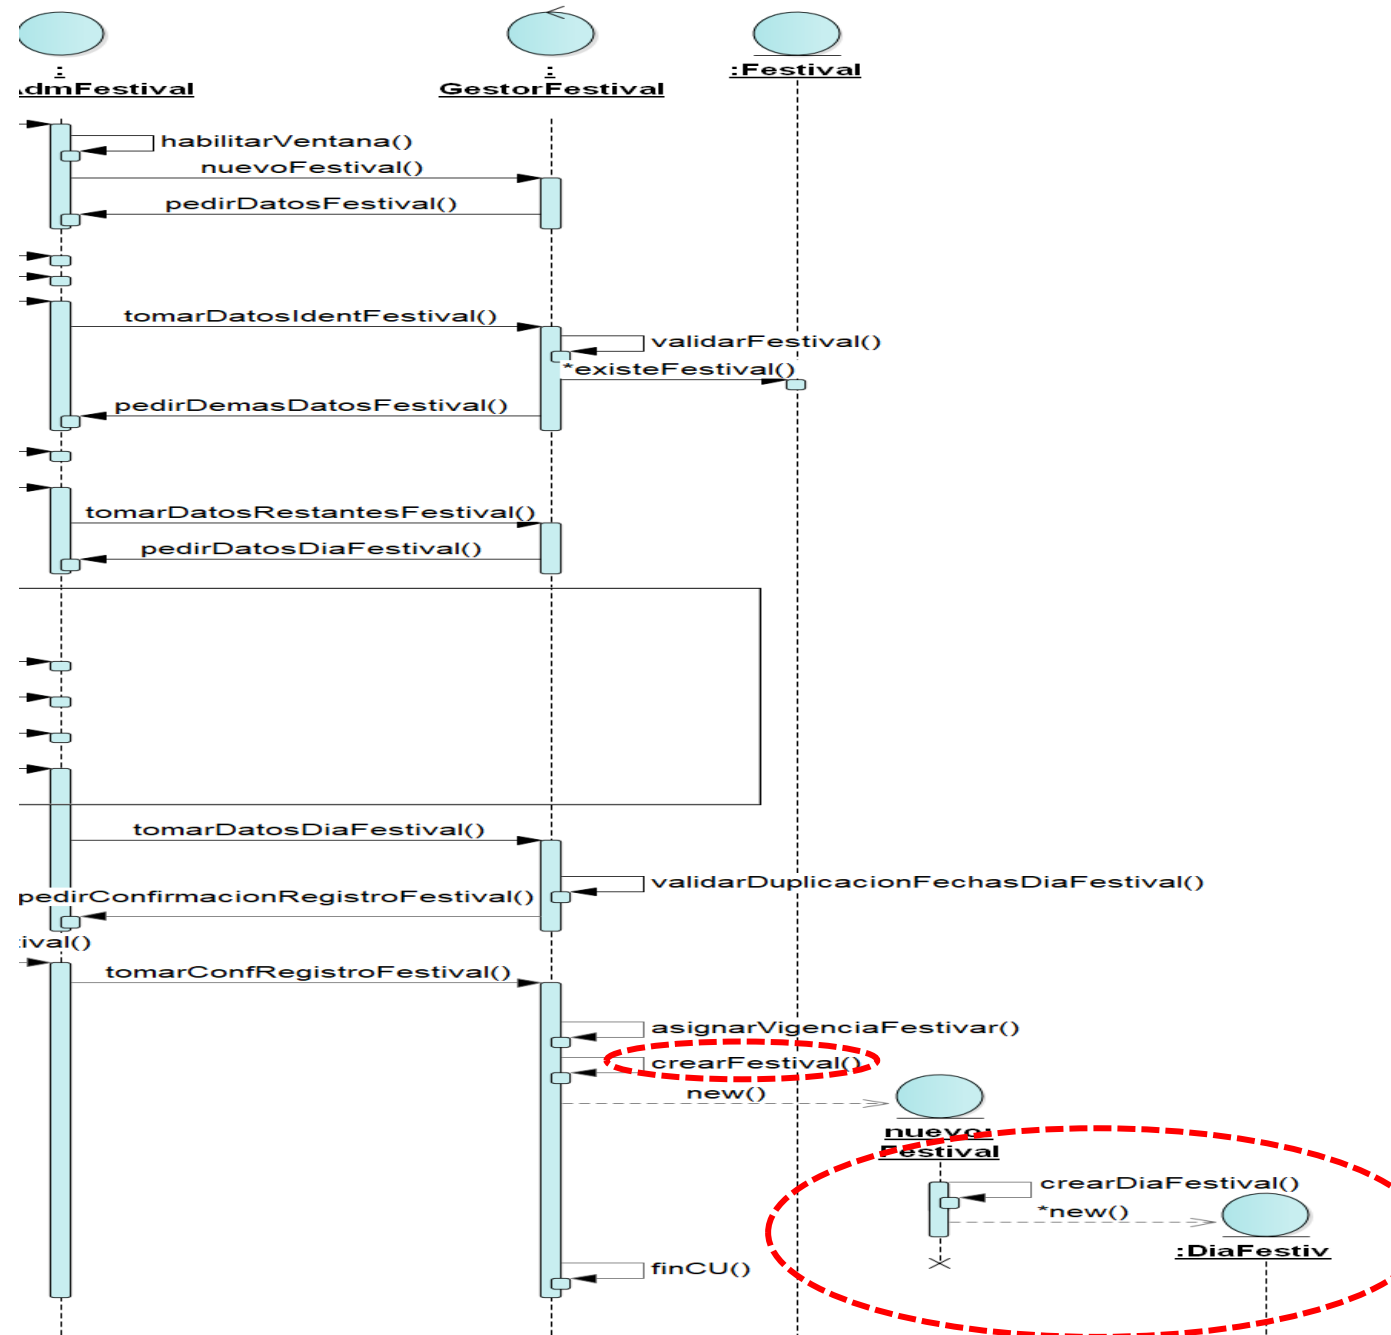 :
AdmFestival
:
GestorFestival
:Festival
habilitarVentana()
nuevoFestival()
pedirDatosFestival()
tomarDatosIdentFestival()
validarFestival()
*existeFestival()
pedirDemasDatosFestival()
tomarDatosRestantesFestival()
pedirDatosDiaFestival()
tomarDatosDiaFestival()
validarDuplicacionFechasDiaFestival()
pedirConfirmacionRegistroFestival()
ival()
tomarConfRegistroFestival()
asignarVigenciaFestivar()
crearFestival()
new()
nuevo:
Festival
crearDiaFestival()
*new()
:DiaFestiv
finCU()